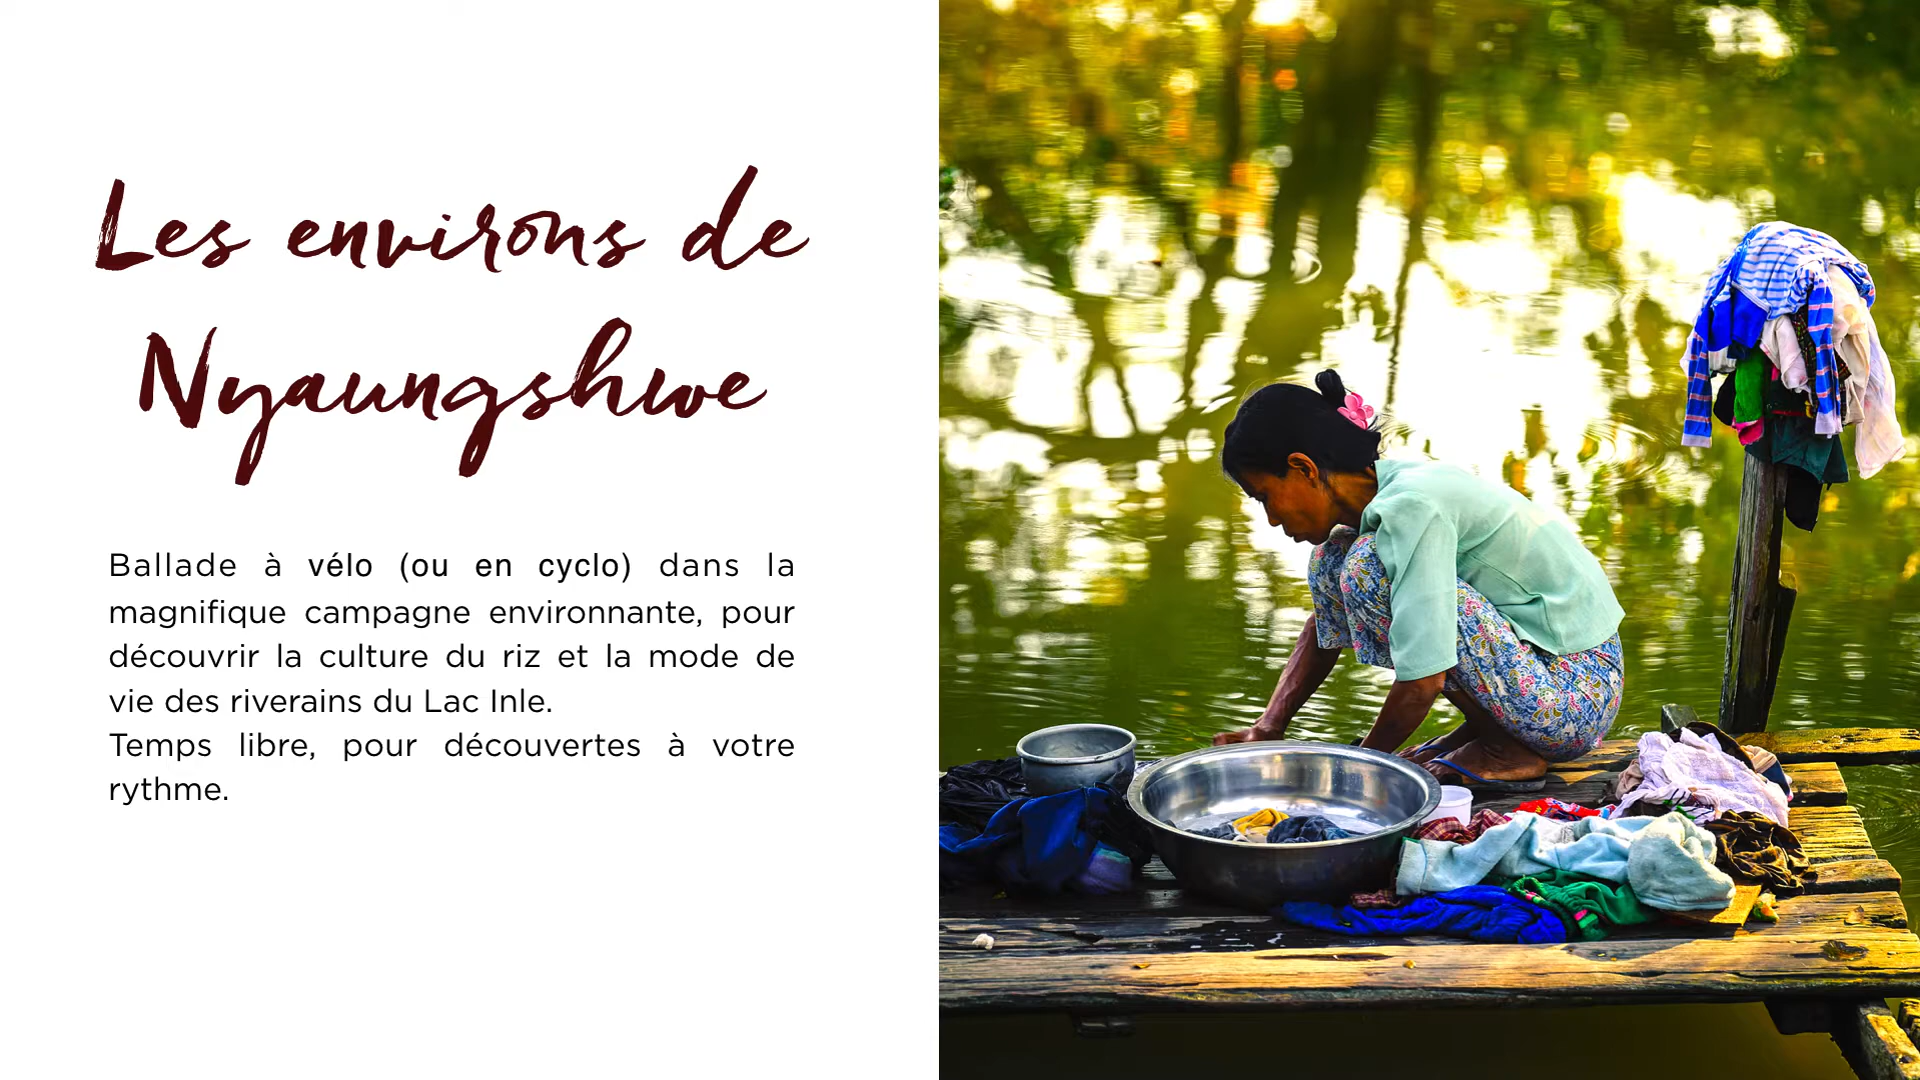 Les environs de
Nyaungshwe
Ballade à vélo (ou en cyclo) dans la
magnifique campagne environnante, pour
découvrir la culture du riz et la mode de
vie des riverains du Lac Inle.
Temps libre, pour découvertes à votre
rythme.